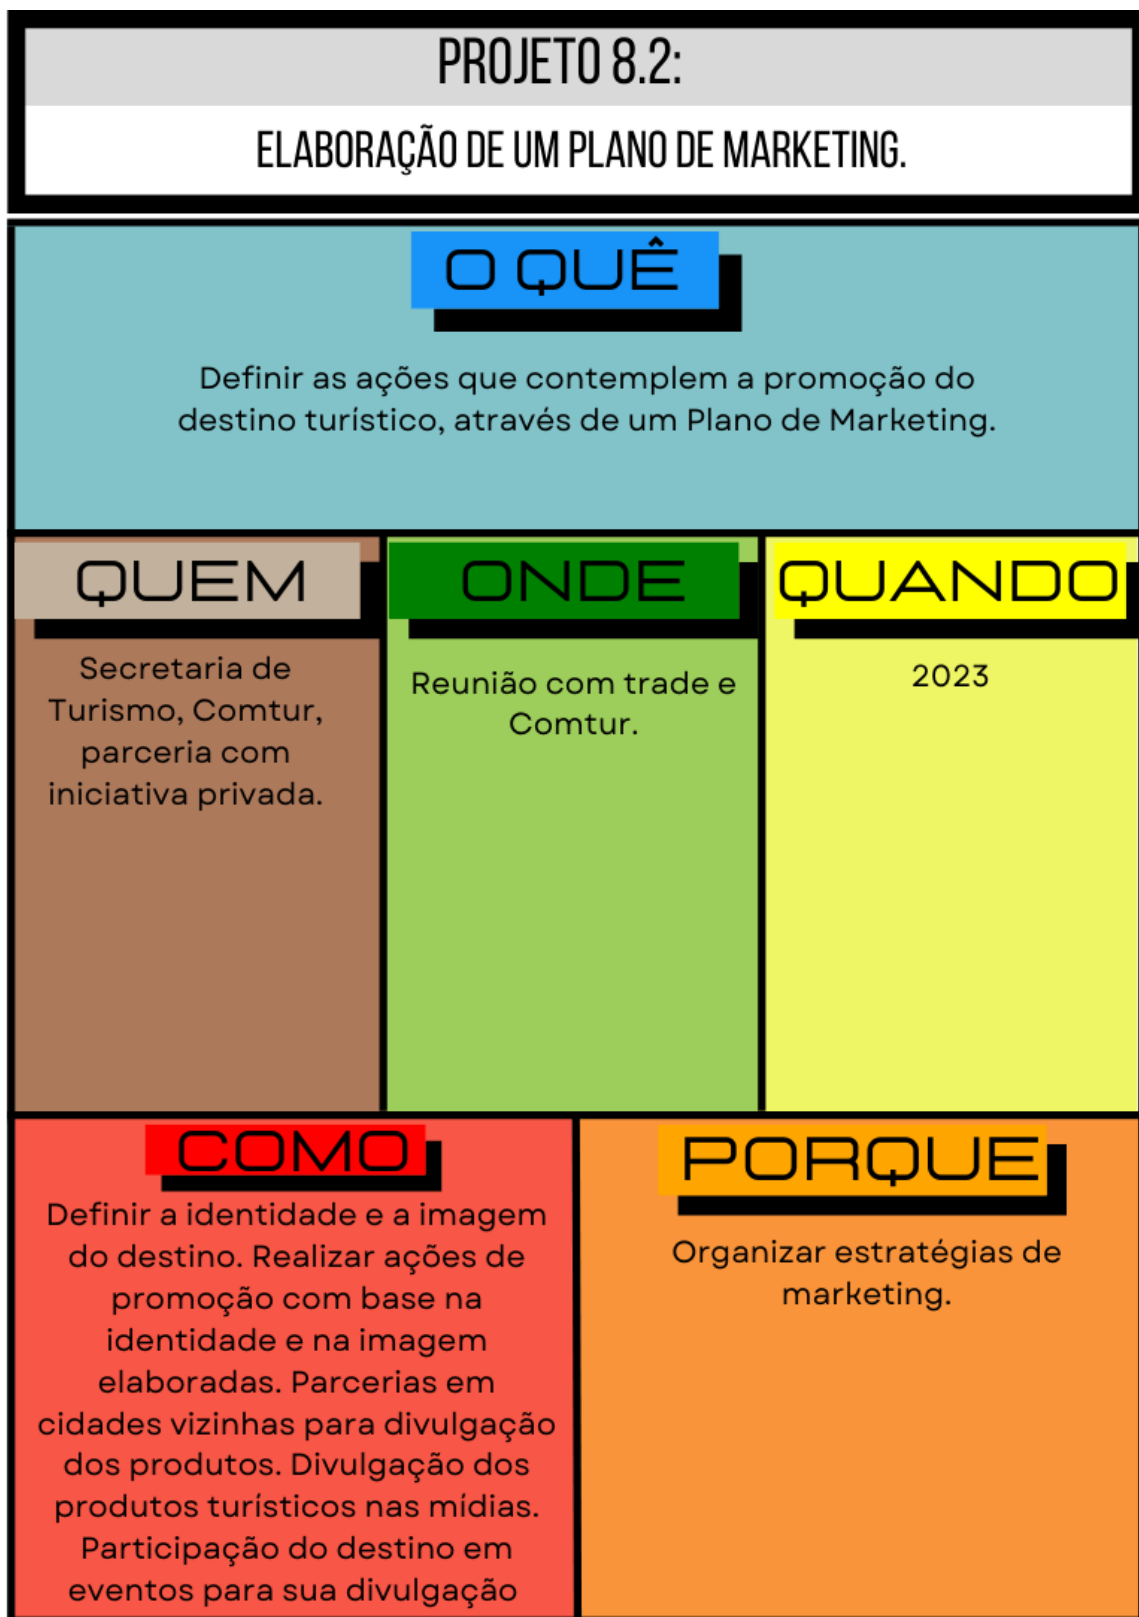 PROJETO 8.2:
ELABORAÇÃO DE UM PLANO DE MARKETING.
O QUÊ
Definir as ações que contemplem a promoção do
destino turístico, através de um Plano de Marketing.
QUEM
Secretaria de
Turismo, Comtur,
parceria com
iniciativa privada.
ONDE
Reunião com trade e
Comtur.
QUANDO
2023
COMO
Definir a identidade e a imagem
do destino. Realizar ações de
promoção com base na
identidade e na imagem
elaboradas. Parcerias em
cidades vizinhas para divulgação
dos produtos. Divulgação dos
produtos turísticos nas mídias.
Participação do destino em
eventos para sua divulgação
PORQUE
Organizar estratégias de
marketing.